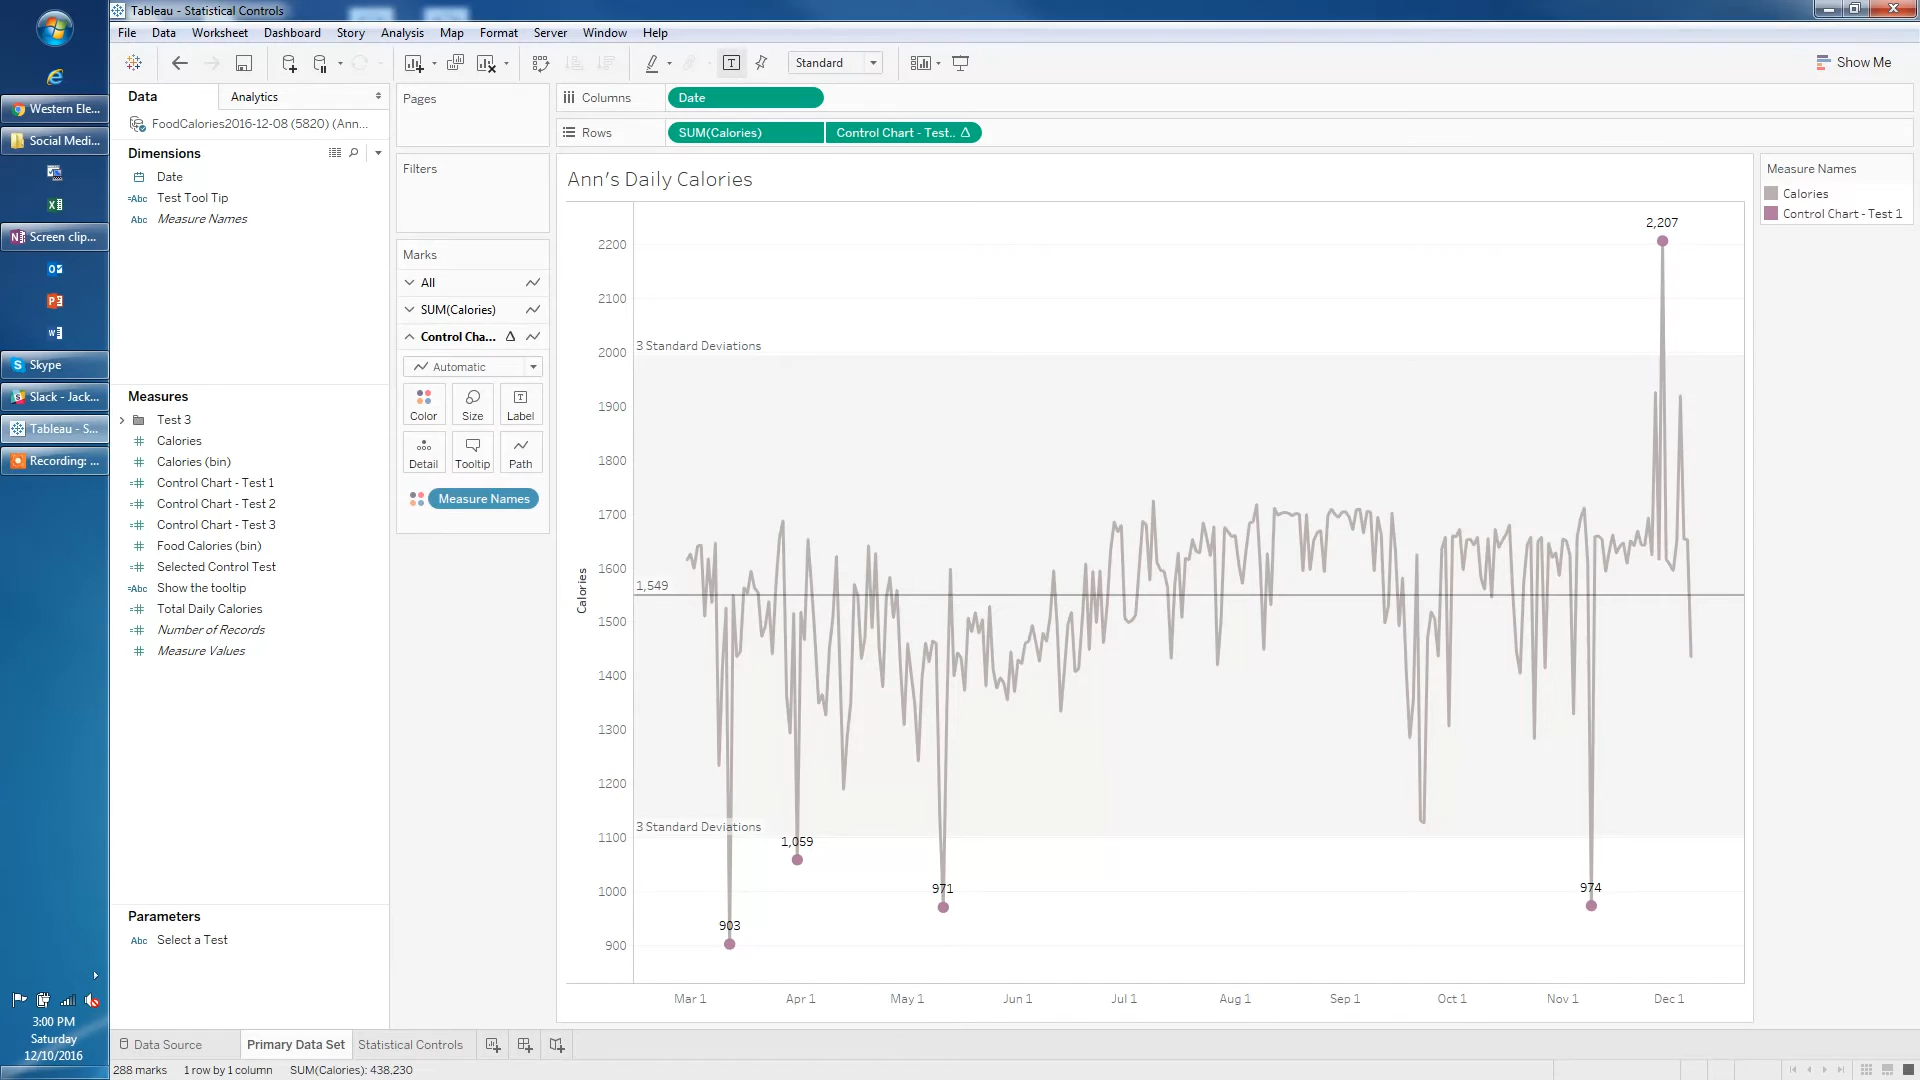 Tableau - Statistical Controls
File Data Worksheet Dashboard Story Analysis Map Format Server Window Help
Standard
Show Me
Western Ele...
Social Medi...
Screen clip...
Skype
Slack - Jack...
Tableau - S...
Recording: ...
3:00 PM
Saturday
12/10/2016
Data
Analytics
FoodCalories2016-12-08 (5820) (Ann...
Dimensions
Date
=Abc Test Tool Tip
Abc Measure Names
Measures
Test 3
# Calories
# Calories (bin)
=# Control Chart - Test 1
=# Control Chart - Test 2
=# Control Chart - Test 3
# Food Calories (bin)
=# Selected Control Test
=Abc Show the tooltip
=# Total Daily Calories
=# Number of Records
# Measure Values
Parameters
Abc Select a Test
Pages
Filters
Marks
All
SUM(Calories)
Control Cha... Δ
Automatic
Color Size Label
Detail Tooltip Path
Measure Names
Columns Date
Rows SUM(Calories) Control Chart - Test.. Δ
Ann's Daily Calories
Calories
2200
2100
2000
1900
1800
1700
1600
1500
1400
1300
1200
1100
1000
900
3 Standard Deviations
1,549
3 Standard Deviations
2,207
1,059
971
974
903
Mar 1 Apr 1 May 1 Jun 1 Jul 1 Aug 1 Sep 1 Oct 1 Nov 1 Dec 1
Measure Names
Calories
Control Chart - Test 1
Data Source Primary Data Set Statistical Controls
288 marks 1 row by 1 column SUM(Calories): 438,230